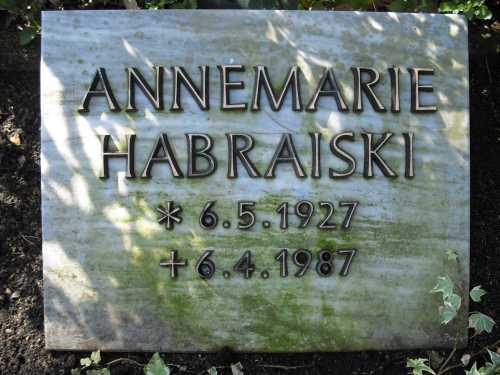 ANNEMARIE
HABRAISKI
* 6.5.1927
+ 6.4.1987